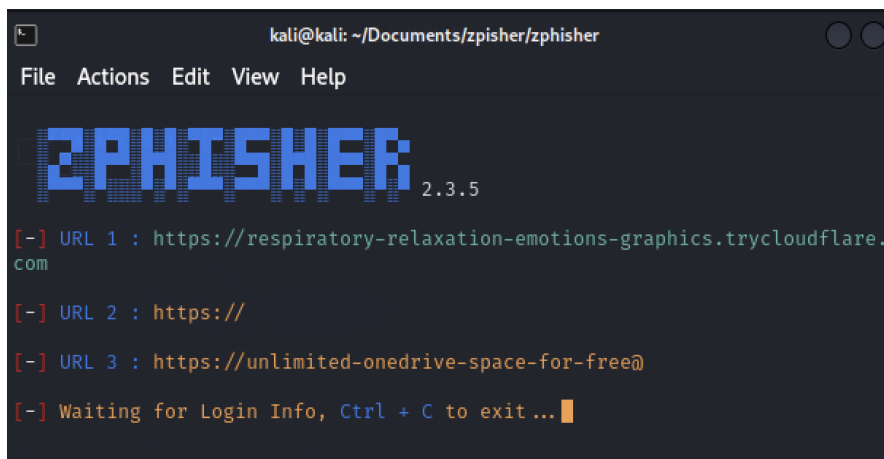 kali@kali: ~/Documents/zpisher/zphisher
File Actions Edit View Help
ZPHISHER 2.3.5
[-] URL 1 : https://respiratory-relaxation-emotions-graphics.trycloudflare.
com
[-] URL 2 : https://
[-] URL 3 : https://unlimited-onedrive-space-for-free@
[-] Waiting for Login Info, Ctrl + C to exit...